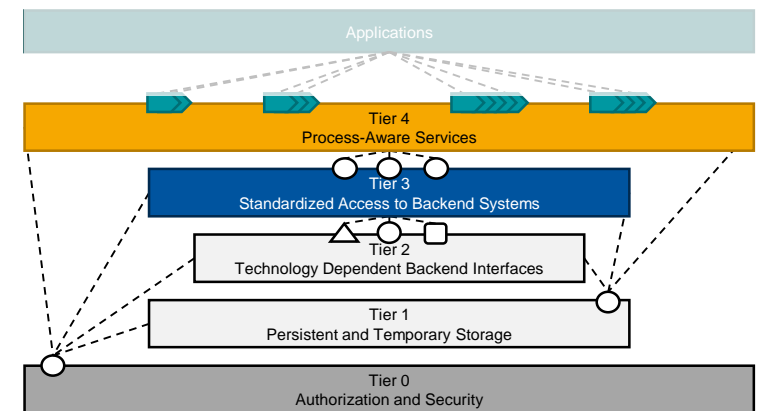 Applications
Tier 4
Process-Aware Services
Tier 3
Standardized Access to Backend Systems
Tier 2
Technology Dependent Backend Interfaces
Tier 1
Persistent and Temporary Storage
Tier 0
Authorization and Security